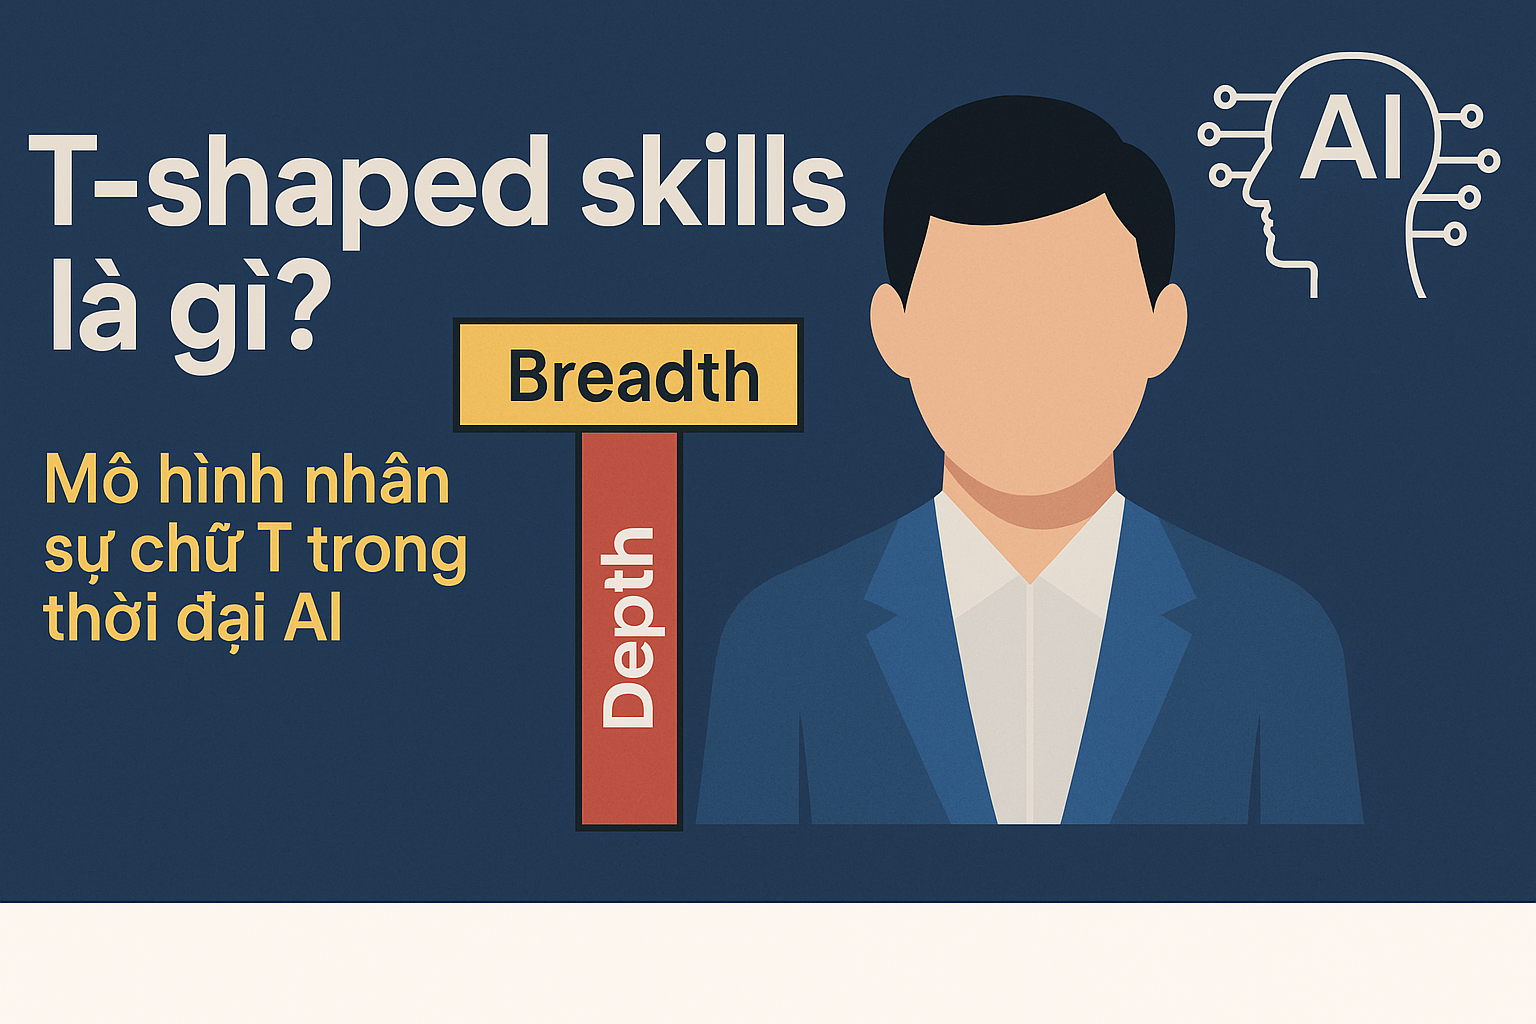 T-shaped skills
là gì?
Mô hình nhân
sự chữ T trong
thời đại AI
Breadth
Depth
AI